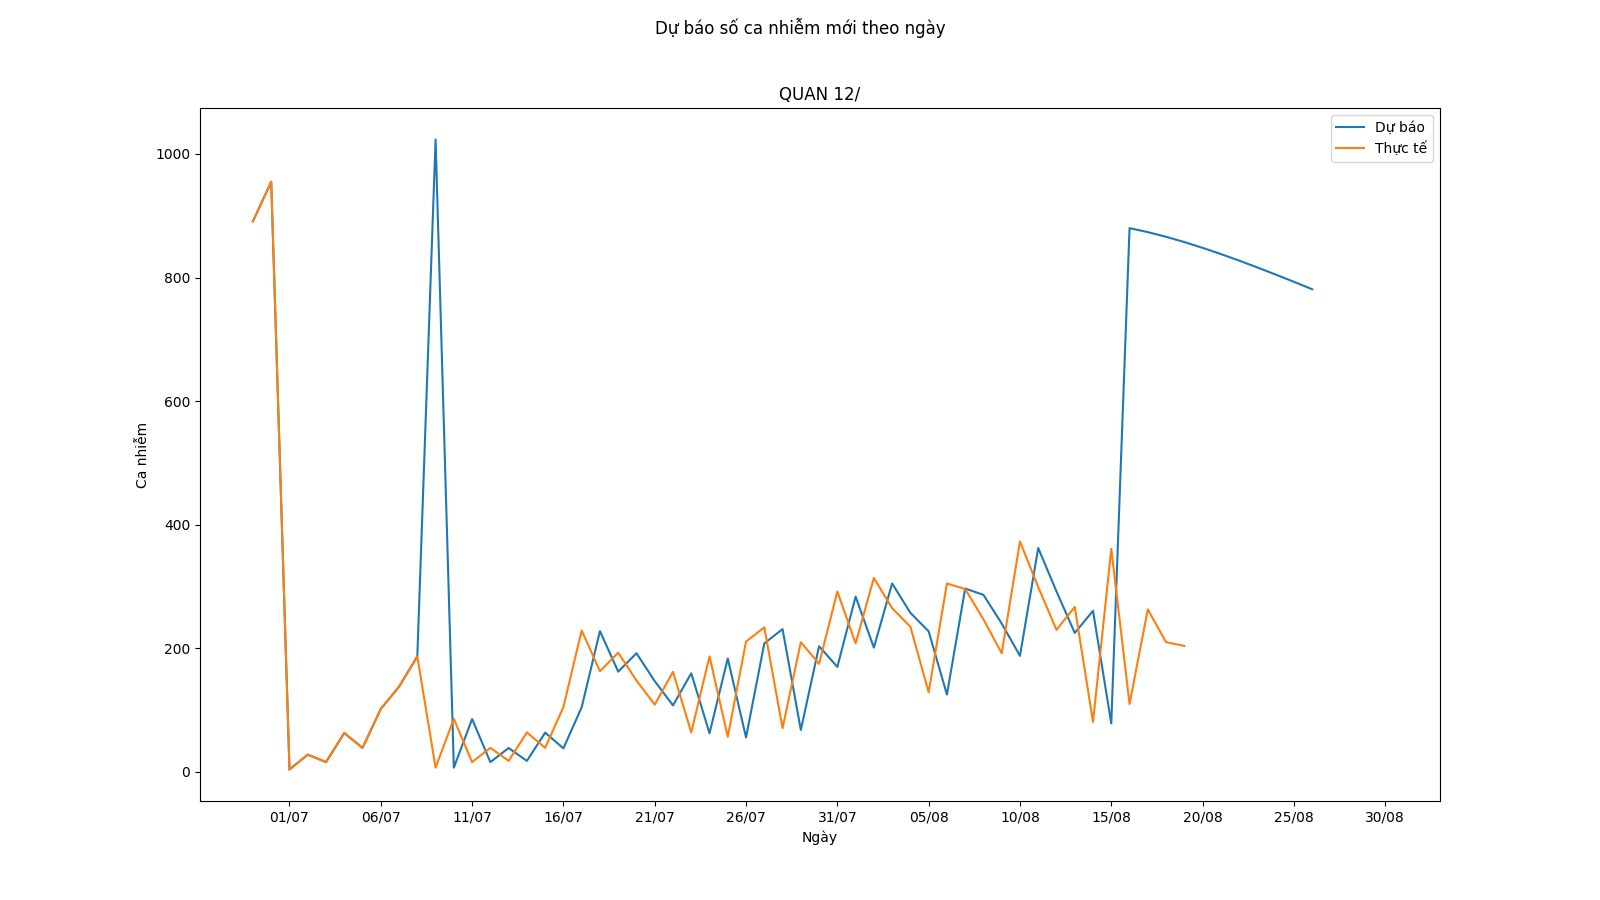 Dự báo số ca nhiễm mới theo ngày
QUAN 12/
Dự báo
Thực tế
1000
800
600
400
200
0
Ca nhiễm
01/07 06/07 11/07 16/07 21/07 26/07 31/07 05/08 10/08 15/08 20/08 25/08 30/08
Ngày